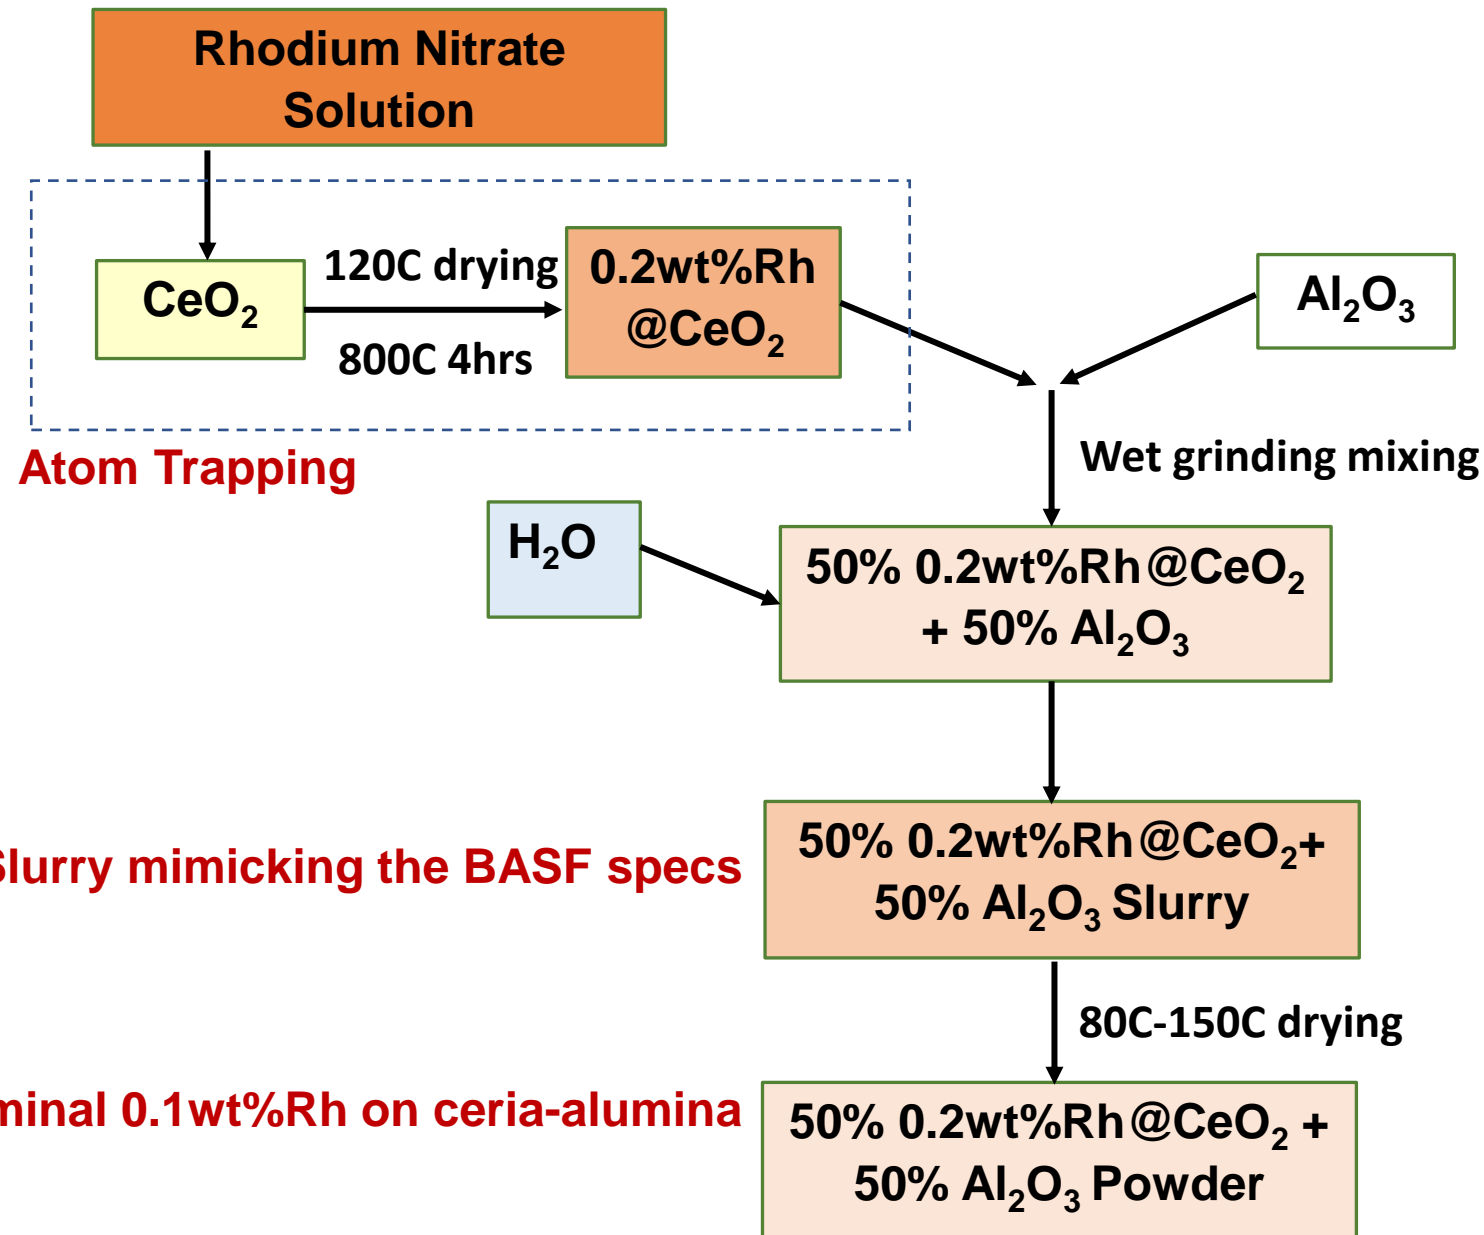 Rhodium Nitrate
Solution
CeO₂
120C drying
800C 4hrs
0.2wt%Rh
@CeO₂
Al₂O₃
Atom Trapping
Wet grinding mixing
H₂O
50% 0.2wt%Rh@CeO₂
+ 50% Al₂O₃
Slurry mimicking the BASF specs
50% 0.2wt%Rh@CeO₂+
50% Al₂O₃ Slurry
80C-150C drying
0.1wt%Rh on ceria-alumina
50% 0.2wt%Rh@CeO₂ +
50% Al₂O₃ Powder